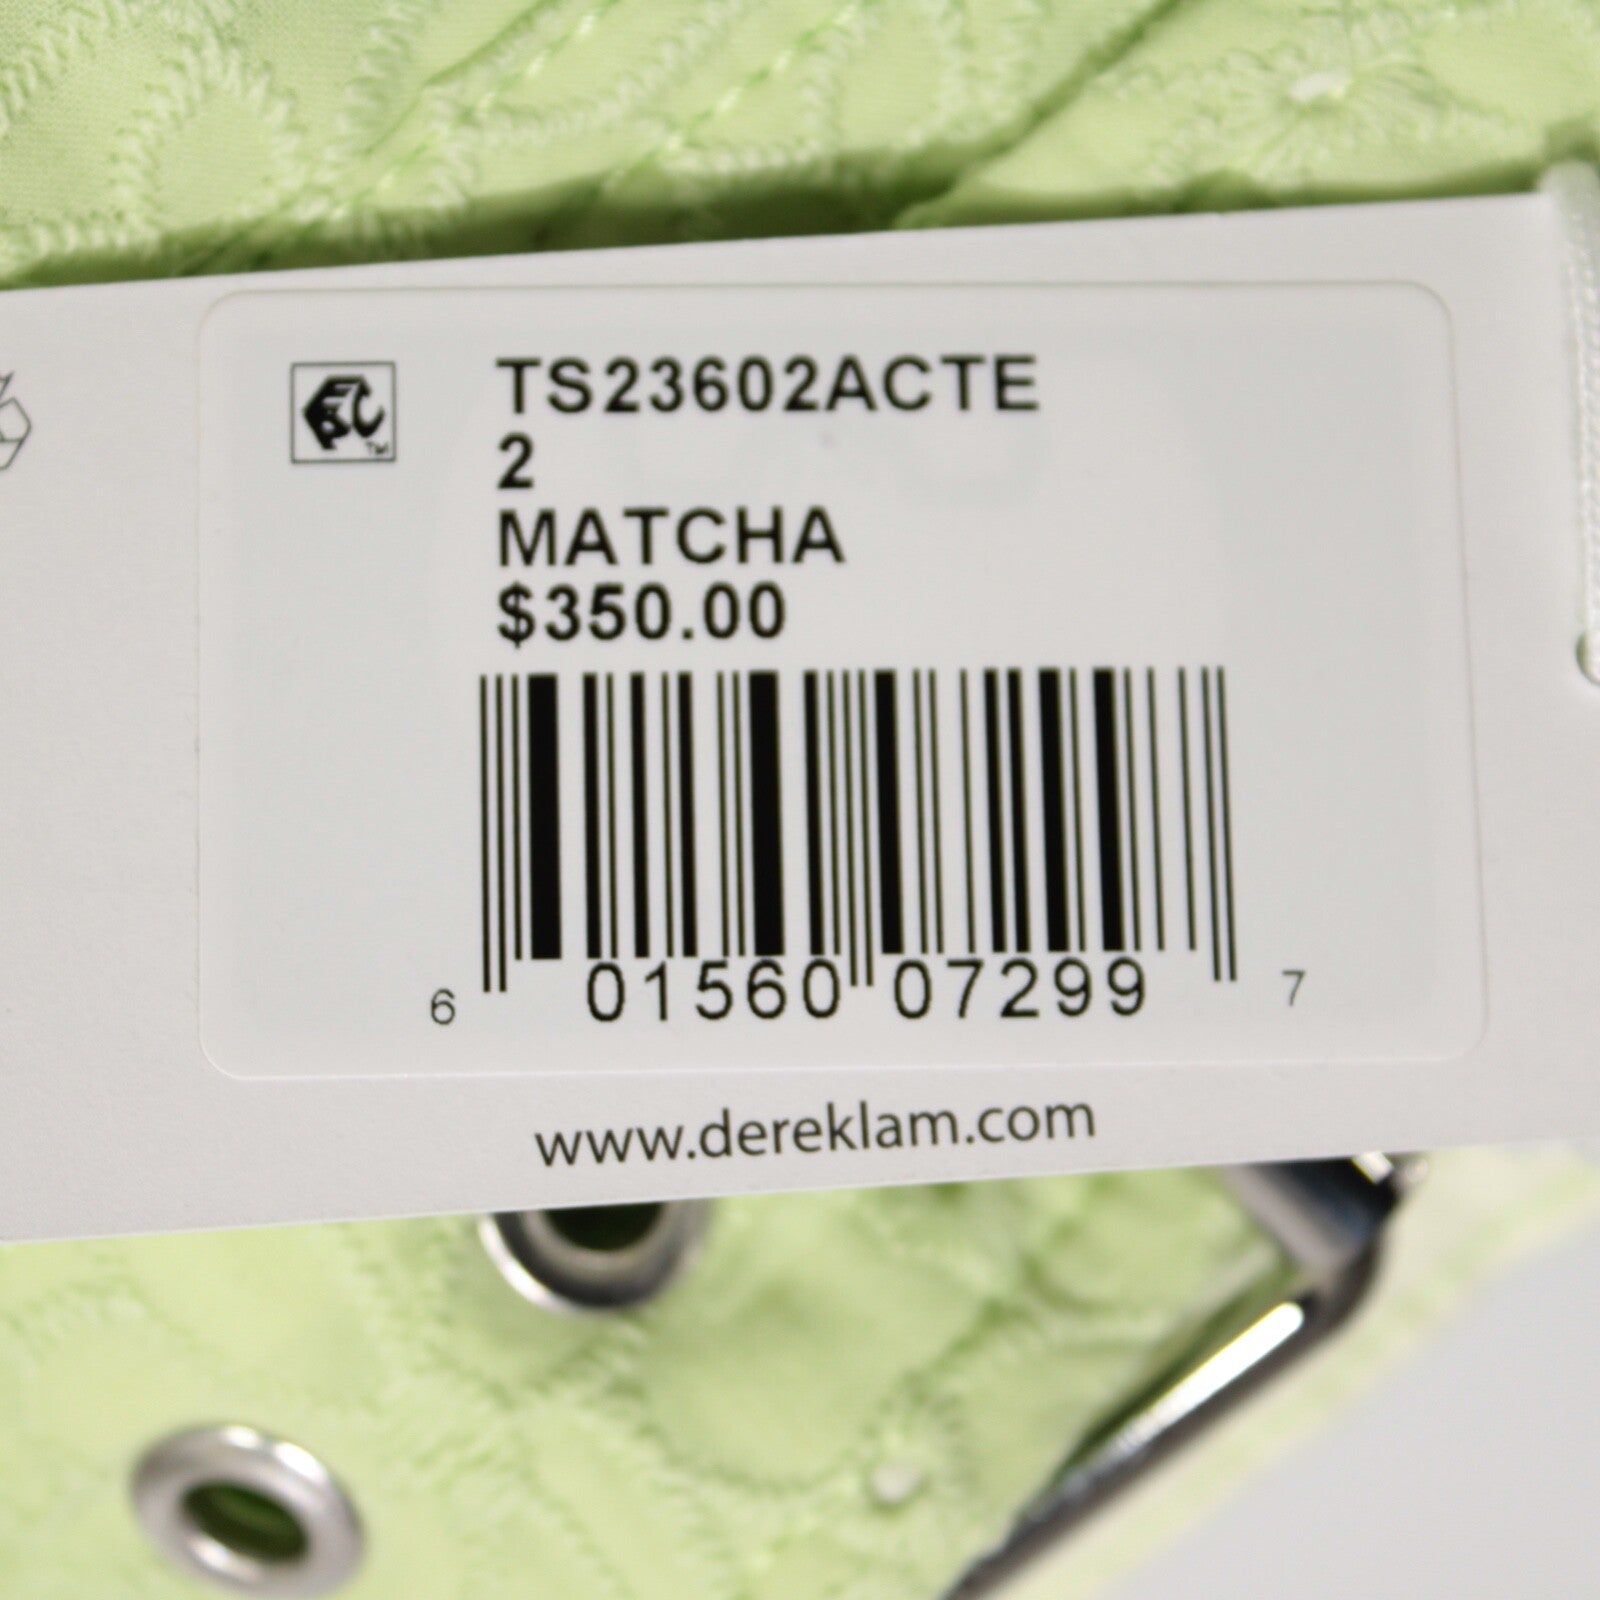 TS23602ACTE
2
MATCHA
$350.00
6 01560 07299 7
www.dereklam.com